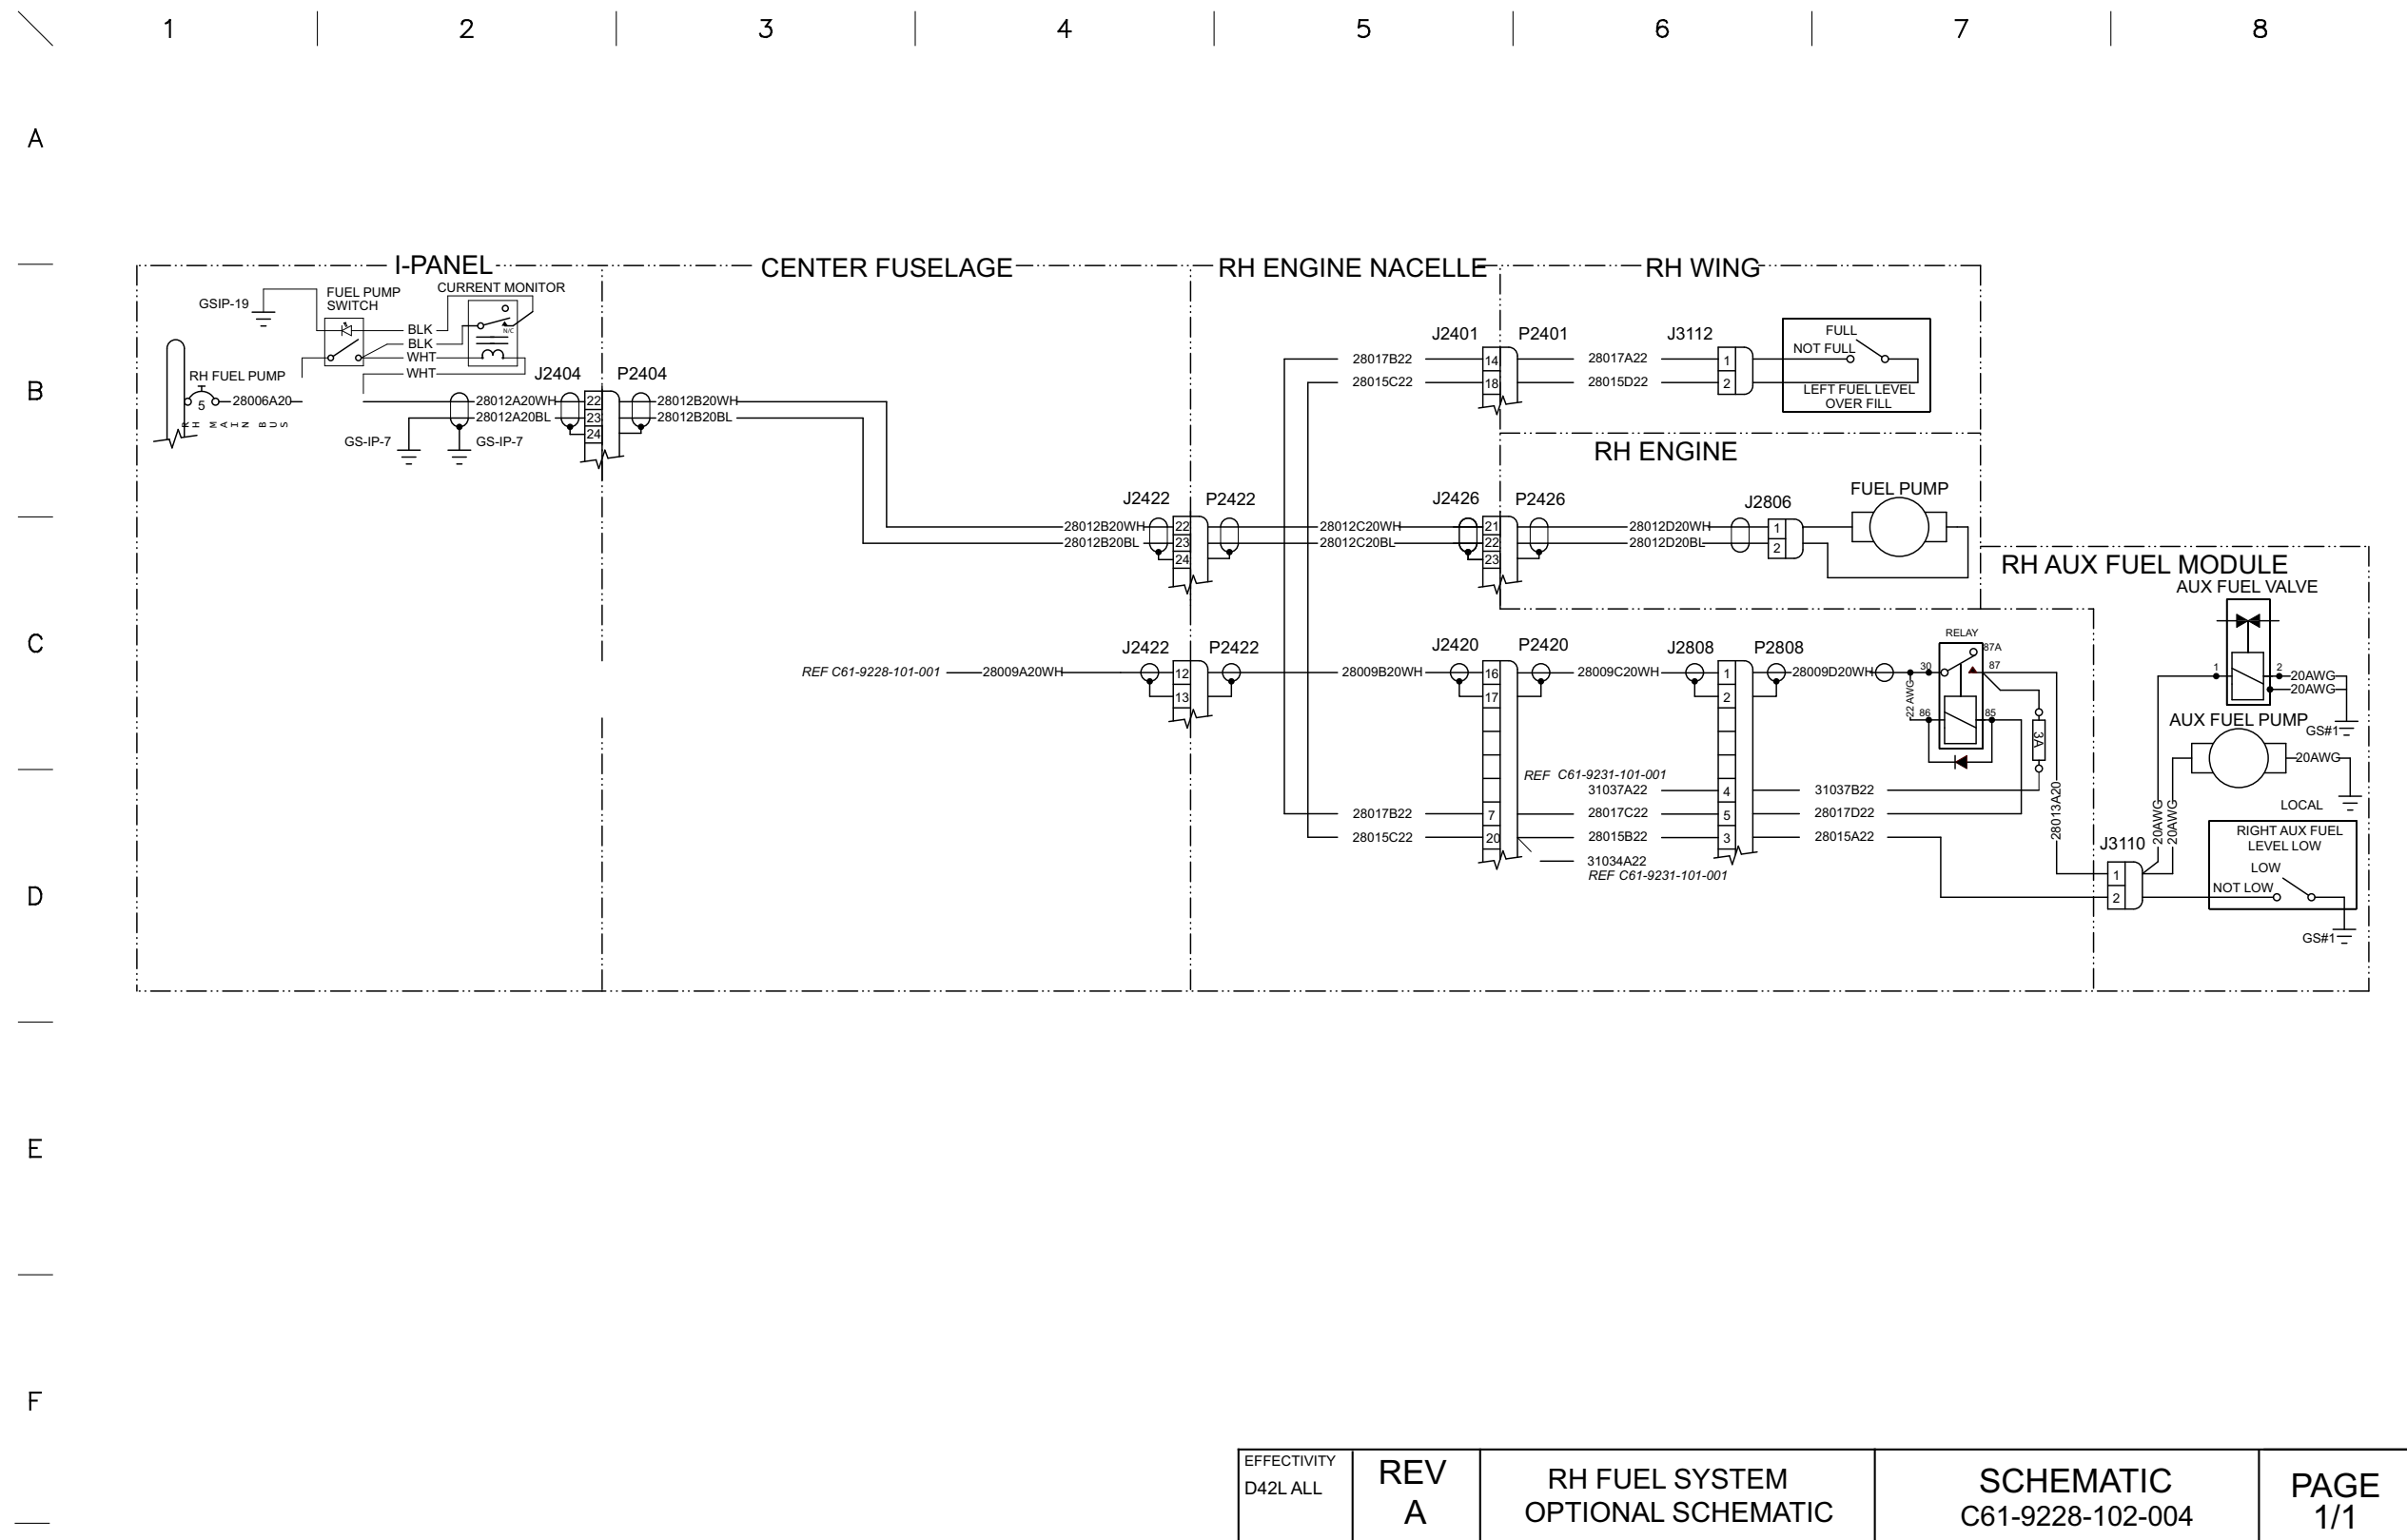 1 2 3 4 5 6 7 8
A
I-PANEL CENTER FUSELAGE RH ENGINE NACELLE RH WING
GSIP-19
FUEL PUMP
SWITCH
CURRENT MONITOR
N/C
BLK
BLK
WHT
WHT
B
RH FUEL PUMP
5 28006A20
RH MAIN BUS
J2404 P2404
28012A20WH 22 28012B20WH
28012A20BL 23 28012B20BL
24
GS-IP-7 GS-IP-7
J2401 P2401 J3112
28017B22 14 28017A22 1
28015C22 18 28015D22 2
FULL
NOT FULL
LEFT FUEL LEVEL
OVER FILL
RH ENGINE
J2422 P2422 J2426 P2426 J2806 FUEL PUMP
28012B20WH 22 28012C20WH 21 28012D20WH 1
28012B20BL 23 28012C20BL 22 28012D20BL 2
24 23
RH AUX FUEL MODULE
AUX FUEL VALVE
1 2
20AWG
20AWG
GS#1
C
J2422 P2422 J2420 P2420 J2808 P2808
REF C61-9228-101-001 28009A20WH 12 28009B20WH 16 28009C20WH 1 28009D20WH
13 17 2
RELAY
87A
30 87
22 AWG
86 85
3A
AUX FUEL PUMP
20AWG
LOCAL
REF C61-9231-101-001
31037A22 4 31037B22
28017B22 7 28017C22 5 28017D22
28015C22 20 28015B22 3 28015A22
31034A22
REF C61-9231-101-001
28013A20
20AWG
20AWG
J3110
1
2
RIGHT AUX FUEL
LEVEL LOW
LOW
NOT LOW
GS#1
D
E
F
EFFECTIVITY
D42L ALL
REV
A
RH FUEL SYSTEM
OPTIONAL SCHEMATIC
SCHEMATIC
C61-9228-102-004
PAGE
1/1